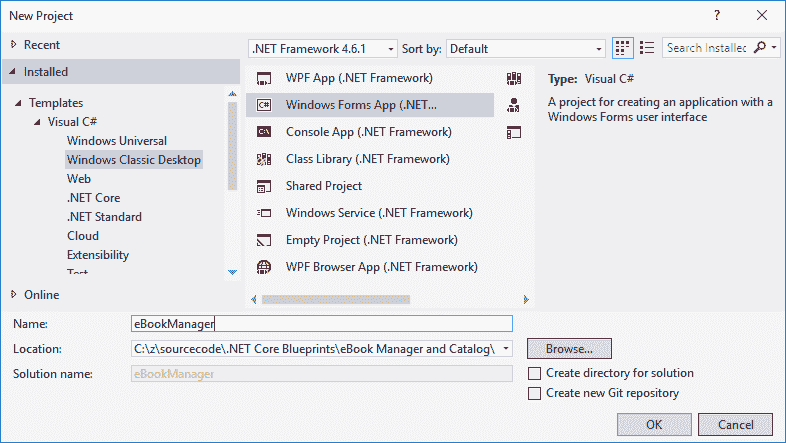 New Project
Recent
Installed
Templates
Visual C#
Windows Universal
Windows Classic Desktop
Web
.NET Core
.NET Standard
Cloud
Extensibility
Test
Online
.NET Framework 4.6.1
Sort by: Default
Search Installed
WPF App (.NET Framework)
Windows Forms App (.NET...
Console App (.NET Framework)
Class Library (.NET Framework)
Shared Project
Windows Service (.NET Framework)
Empty Project (.NET Framework)
WPF Browser App (.NET Framework)
Type: Visual C#
A project for creating an application with a
Windows Forms user interface
Name: eBookManager
Location: C:\z\sourcecode\.NET Core Blueprints\eBook Manager and Catalog\
Browse...
Solution name: eBookManager
Create directory for solution
Create new Git repository
OK
Cancel